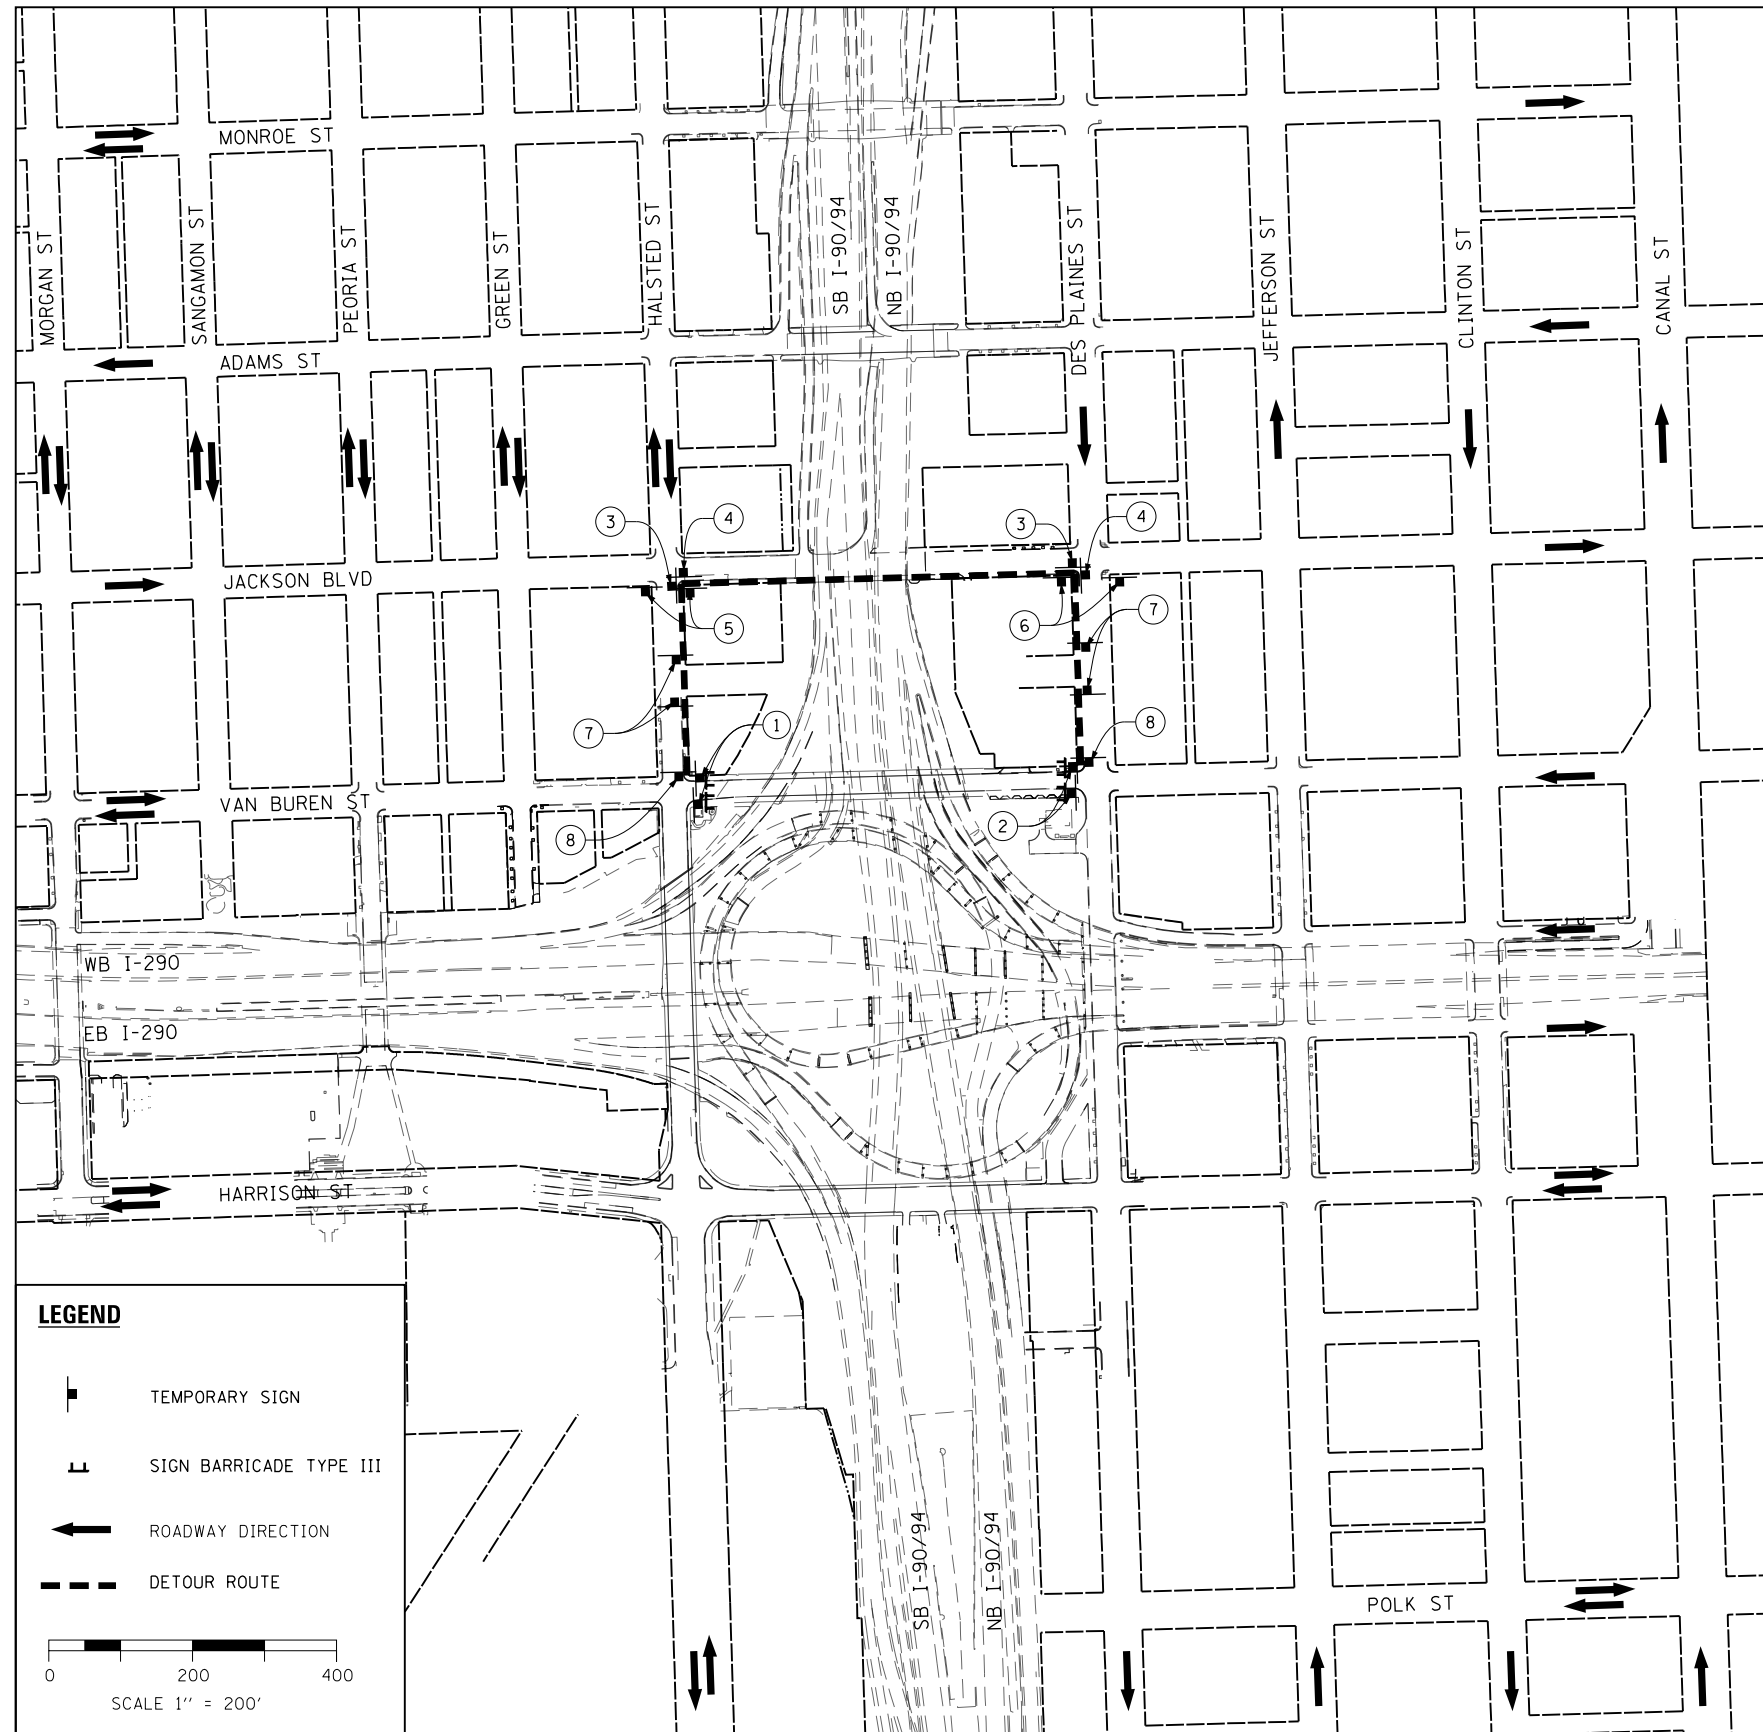 MONROE ST
MORGAN ST
SANGAMON ST
PEORIA ST
GREEN ST
HALSTED ST
SB I-90/94
NB I-90/94
DES PLAINES ST
JEFFERSON ST
CLINTON ST
CANAL ST
ADAMS ST
3
4
3
4
JACKSON BLVD
5
6
7
7
1
8
VAN BUREN ST
8
2
WB I-290
EB I-290
HARRISON ST
LEGEND
TEMPORARY SIGN
SIGN BARRICADE TYPE III
ROADWAY DIRECTION
DETOUR ROUTE
0 200 400
SCALE 1'' = 200'
SB I-90/94
NB I-90/94
POLK ST